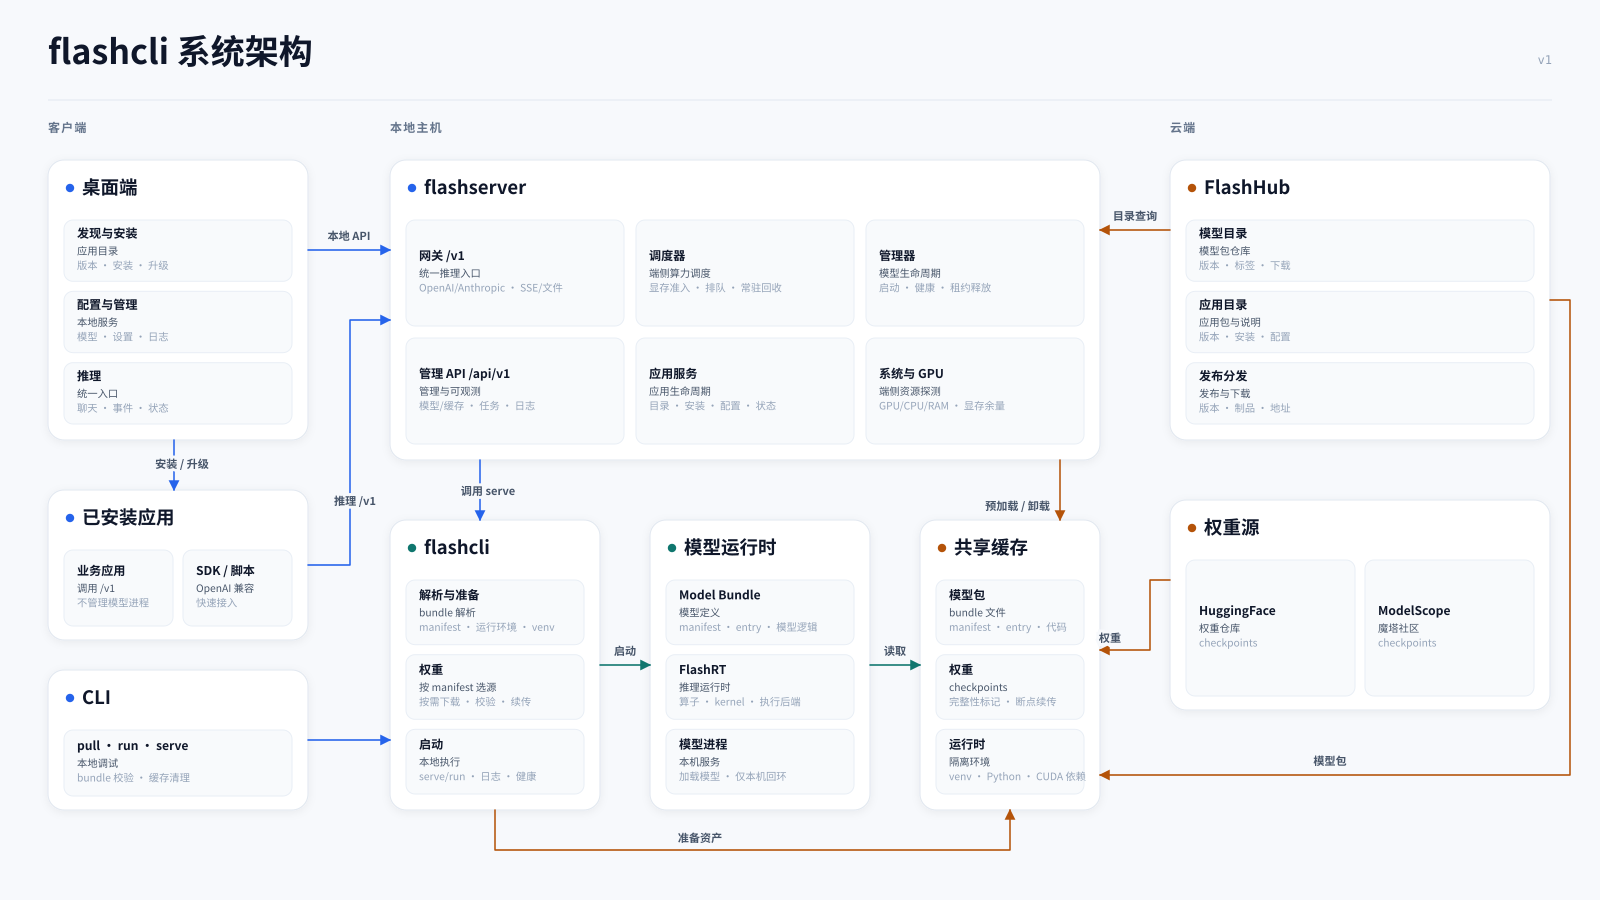 flashcli 系统架构
v1
客户端
本地主机
云端
桌面端
发现与安装
应用目录
版本 · 安装 · 升级
配置与管理
本地服务
模型 · 设置 · 日志
推理
统一入口
聊天 · 事件 · 状态
本地 API
flashserver
网关 /v1
统一推理入口
OpenAI/Anthropic · SSE/文件
调度器
端侧算力调度
显存准入 · 排队 · 常驻回收
管理器
模型生命周期
启动 · 健康 · 租约释放
管理 API /api/v1
管理与可观测
模型/缓存 · 任务 · 日志
应用服务
应用生命周期
目录 · 安装 · 配置 · 状态
系统与 GPU
端侧资源探测
GPU/CPU/RAM · 显存余量
目录查询
FlashHub
模型目录
模型包仓库
版本 · 标签 · 下载
应用目录
应用包与说明
版本 · 安装 · 配置
发布分发
发布与下载
版本 · 制品 · 地址
安装 / 升级
推理 /v1
调用 serve
预加载 / 卸载
已安装应用
业务应用
调用 /v1
不管理模型进程
SDK / 脚本
OpenAI 兼容
快速接入
CLI
pull · run · serve
本地调试
bundle 校验 · 缓存清理
flashcli
解析与准备
bundle 解析
manifest · 运行环境 · venv
权重
按 manifest 选源
按需下载 · 校验 · 续传
启动
本地执行
serve/run · 日志 · 健康
启动
模型运行时
Model Bundle
模型定义
manifest · entry · 模型逻辑
FlashRT
推理运行时
算子 · kernel · 执行后端
模型进程
本机服务
加载模型 · 仅本机回环
读取
共享缓存
模型包
bundle 文件
manifest · entry · 代码
权重
checkpoints
完整性标记 · 断点续传
运行时
隔离环境
venv · Python · CUDA 依赖
权重
权重源
HuggingFace
权重仓库
checkpoints
ModelScope
魔塔社区
checkpoints
模型包
准备资产